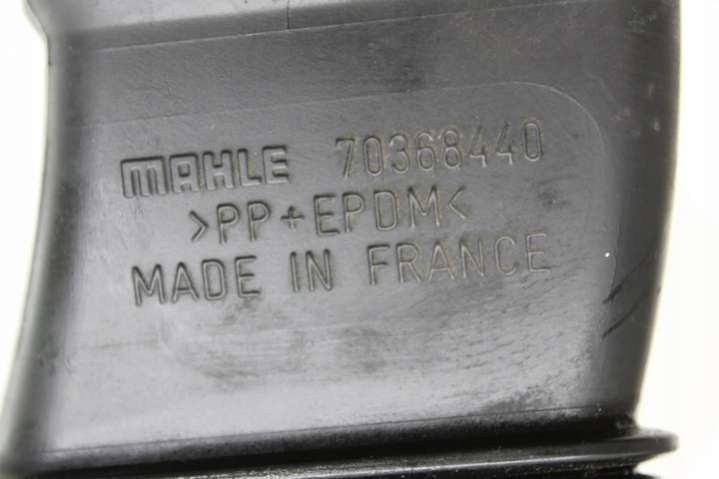 MAHLE 70368440
>PP+EPDM<
MADE IN FRANCE